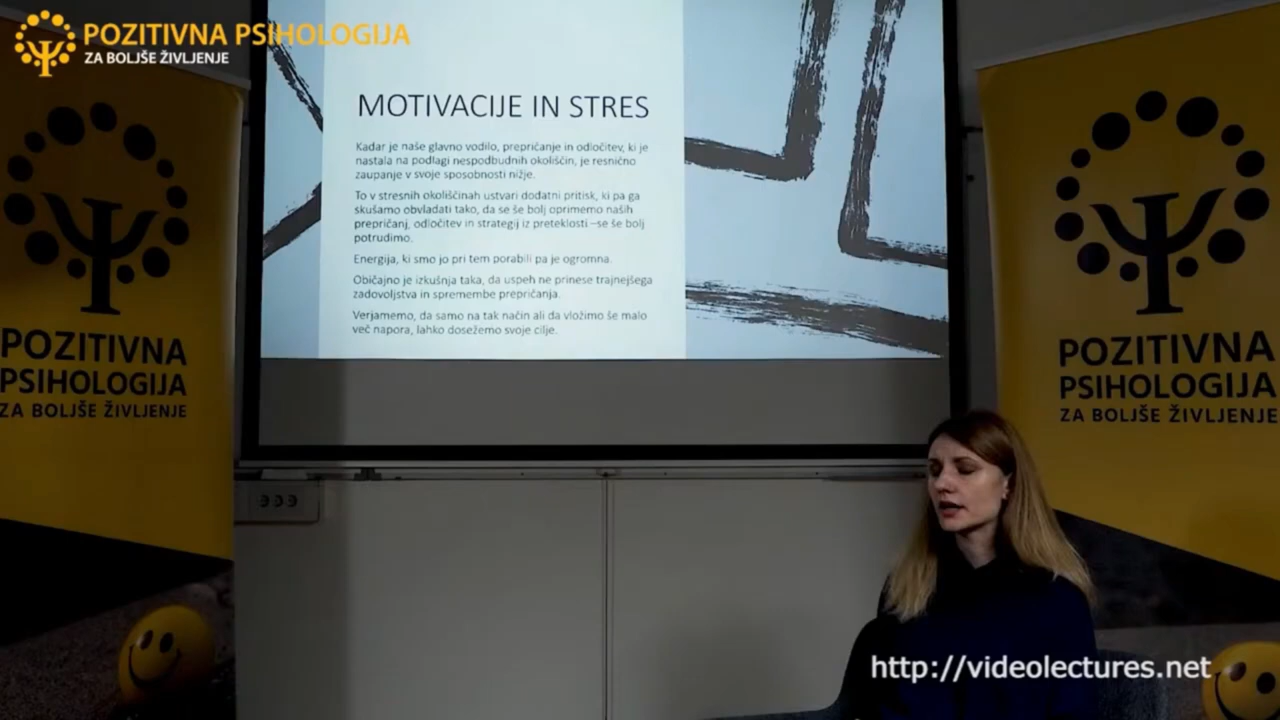 POZITIVNA PSIHOLOGIJA
ZA BOLJŠE ŽIVLJENJE
MOTIVACIJE IN STRES
Kadar je naše glavno vodilo, prepričanje in odločitev, ki je
nastala na podlagi nespodbudnih okoliščin, je resnično
zaupanje v svoje sposobnosti nižje.
To v stresnih okoliščinah ustvari dodatni pritisk, ki pa ga
skušamo obvladati tako, da se še bolj oprimemo naših
prepričanj, odločitev in strategij iz preteklosti –se še bolj
potrudimo.
Energija, ki smo jo pri tem porabili pa je ogromna.
Običajno je izkušnja taka, da uspeh ne prinese trajnejšega
zadovoljstva in spremembe prepričanja.
Verjamemo, da samo na tak način ali da vložimo še malo
več napora, lahko dosežemo svoje cilje.
POZITIVNA
PSIHOLOGIJA
ZA BOLJŠE ŽIVLJENJE
POZITIVNA
PSIHOLOGIJA
ZA BOLJŠE ŽIVLJENJE
http://videolectures.net